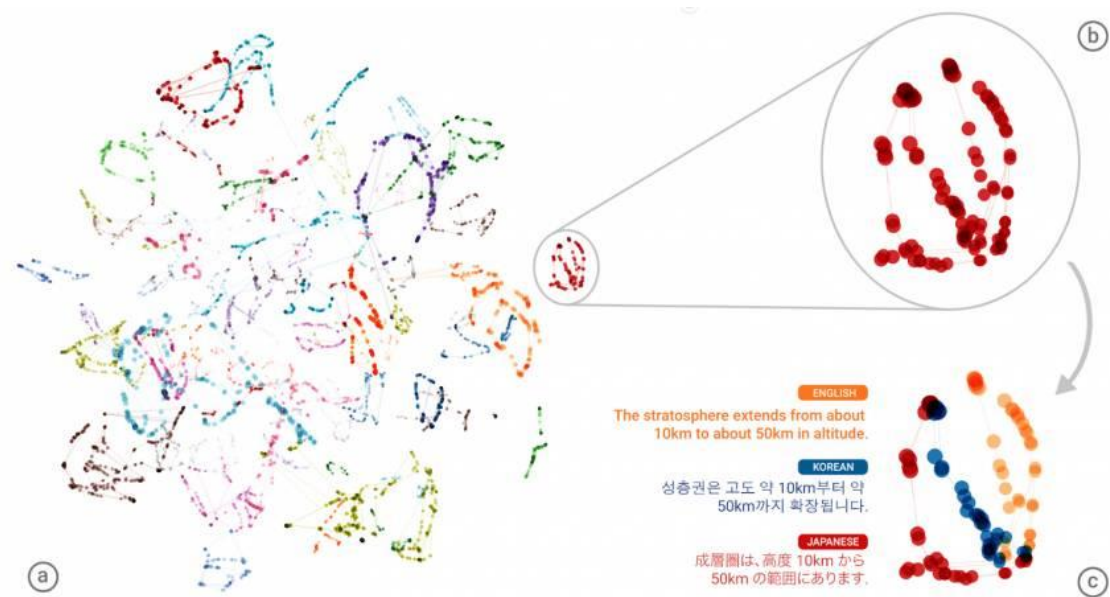 b
ENGLISH
The stratosphere extends from about
10km to about 50km in altitude.
KOREAN
성층권은 고도 약 10km부터 약
50km까지 확장됩니다.
JAPANESE
成層圏は、高度 10km から
50km の範囲にあります。
a
c